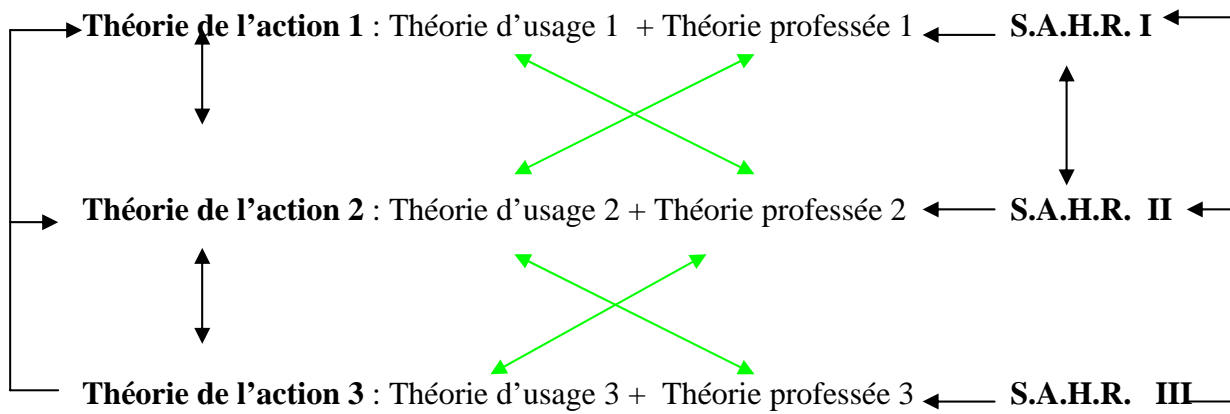 Théorie de l’action 1 : Théorie d’usage 1 + Théorie professée 1 S.A.H.R. I
Théorie de l’action 2 : Théorie d’usage 2 + Théorie professée 2 S.A.H.R. II
Théorie de l’action 3 : Théorie d’usage 3 + Théorie professée 3 S.A.H.R. III